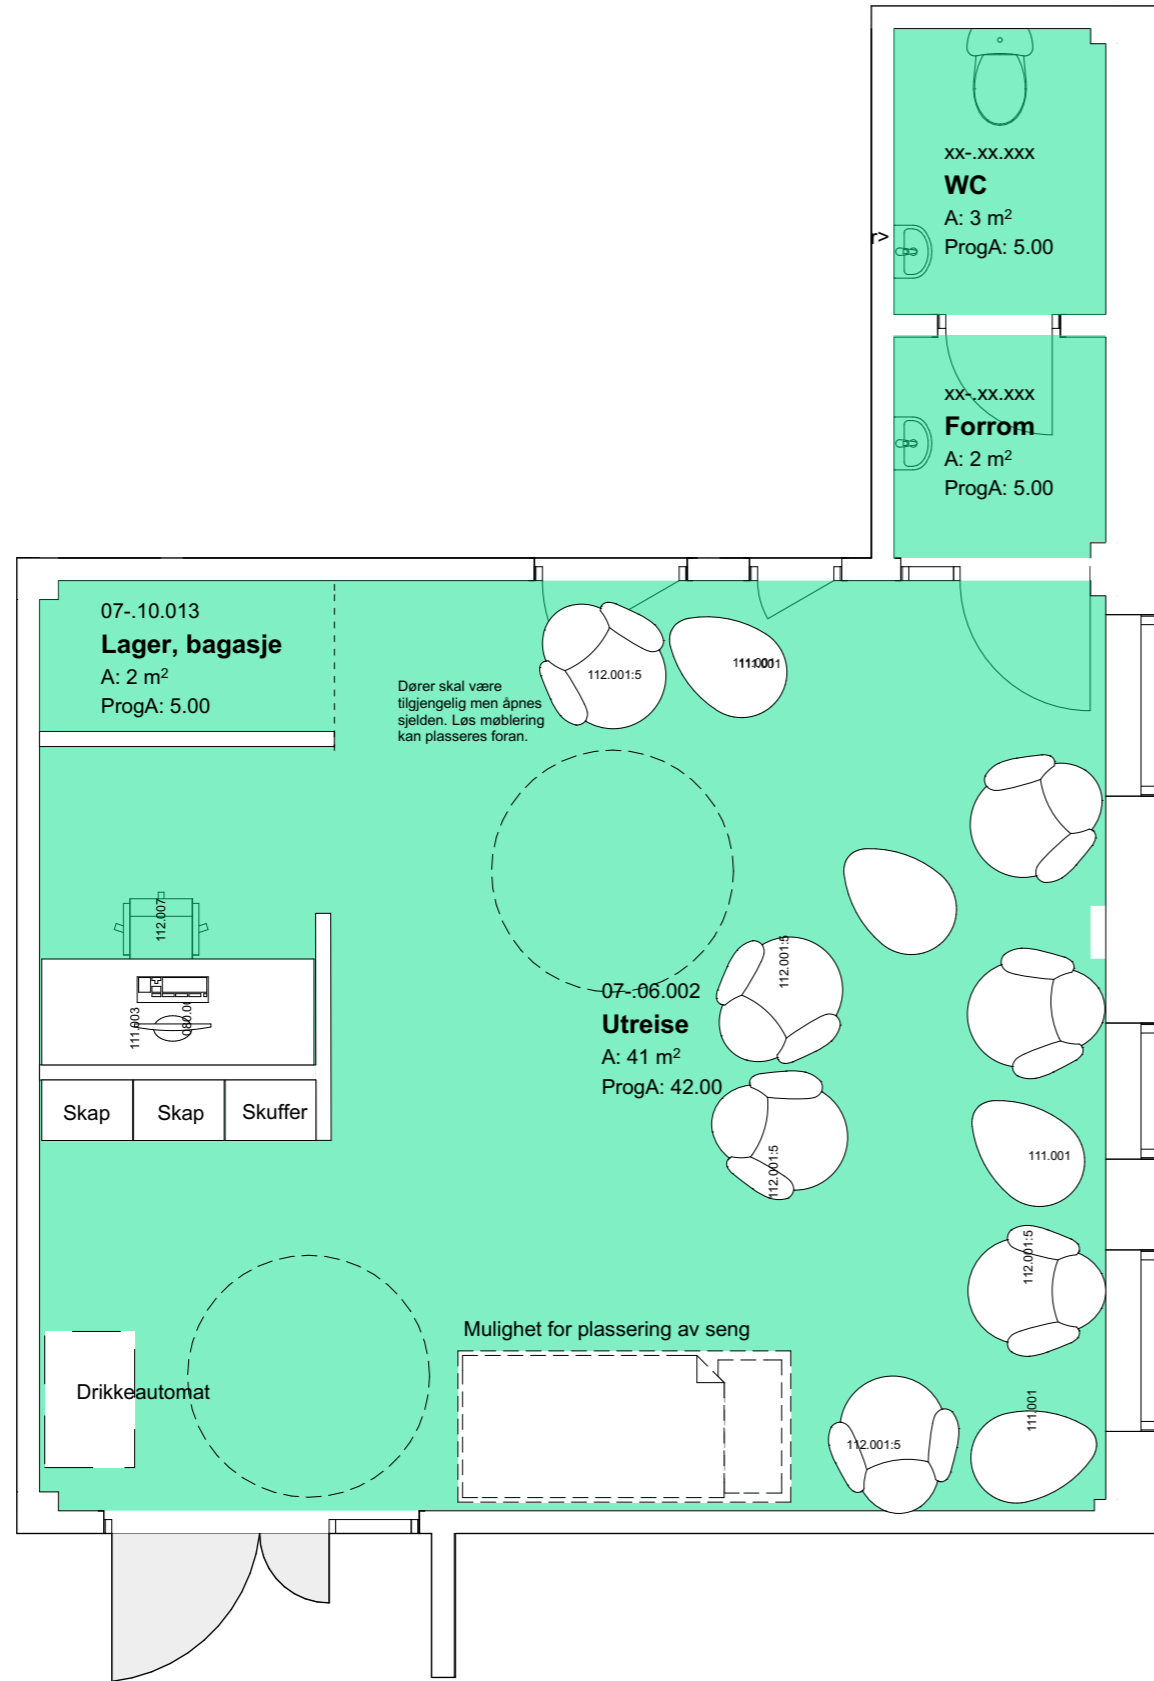 xx-.xx.xxx
WC
A: 3 m²
ProgA: 5.00
r>
xx-.xx.xxx
Forrom
A: 2 m²
ProgA: 5.00
07-.10.013
Lager, bagasje
A: 2 m²
ProgA: 5.00
Dører skal være
tilgjengelig men åpnes
sjelden. Løs møblering
kan plasseres foran.
112.001:5
112.007
112.001:5
07-.06.002
Utreise
A: 41 m²
ProgA: 42.00
111.003
Skap
Skap
Skuffer
112.001:5
111.001
112.001:5
Mulighet for plassering av seng
Drikkeautomat
111.001
112.001:5